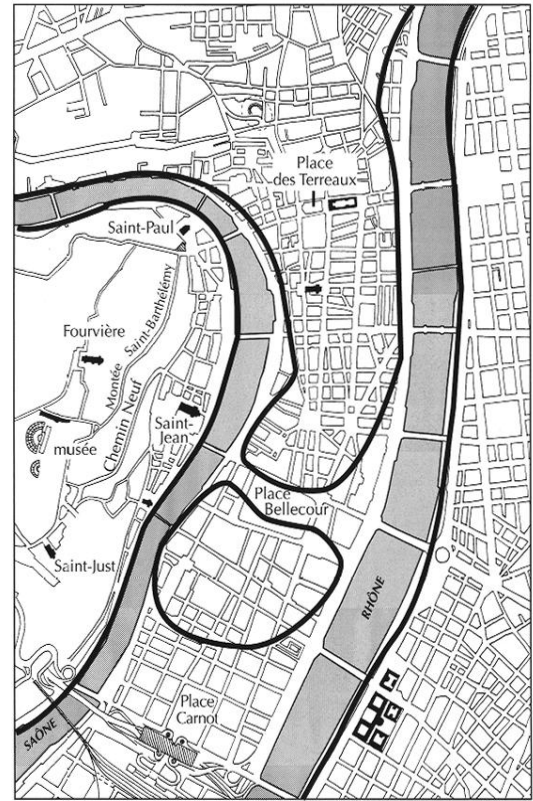 Place
des Terreaux
Saint-Paul
Fourvière
Montée
Saint-Barthélémy
Chemin Neuf
musée
Saint-
Jean
Place
Bellecour
Saint-Just
RHÔNE
Place
Carnot
SAÔNE